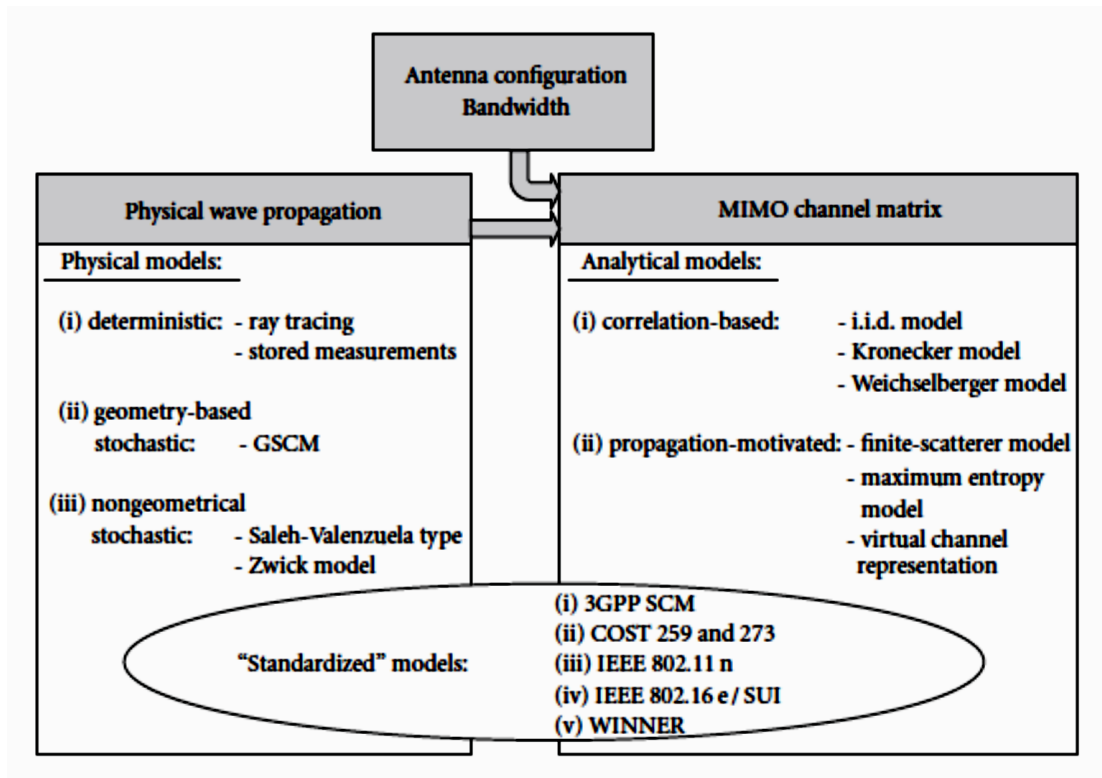 Antenna configuration
Bandwidth
Physical wave propagation
Physical models:
(i) deterministic: - ray tracing
- stored measurements
(ii) geometry-based
stochastic: - GSCM
(iii) nongeometrical
stochastic: - Saleh-Valenzuela type
- Zwick model
MIMO channel matrix
Analytical models:
(i) correlation-based: - i.i.d. model
- Kronecker model
- Weichselberger model
(ii) propagation-motivated: - finite-scatterer model
- maximum entropy
model
- virtual channel
representation
“Standardized” models:
(i) 3GPP SCM
(ii) COST 259 and 273
(iii) IEEE 802.11 n
(iv) IEEE 802.16 e / SUI
(v) WINNER